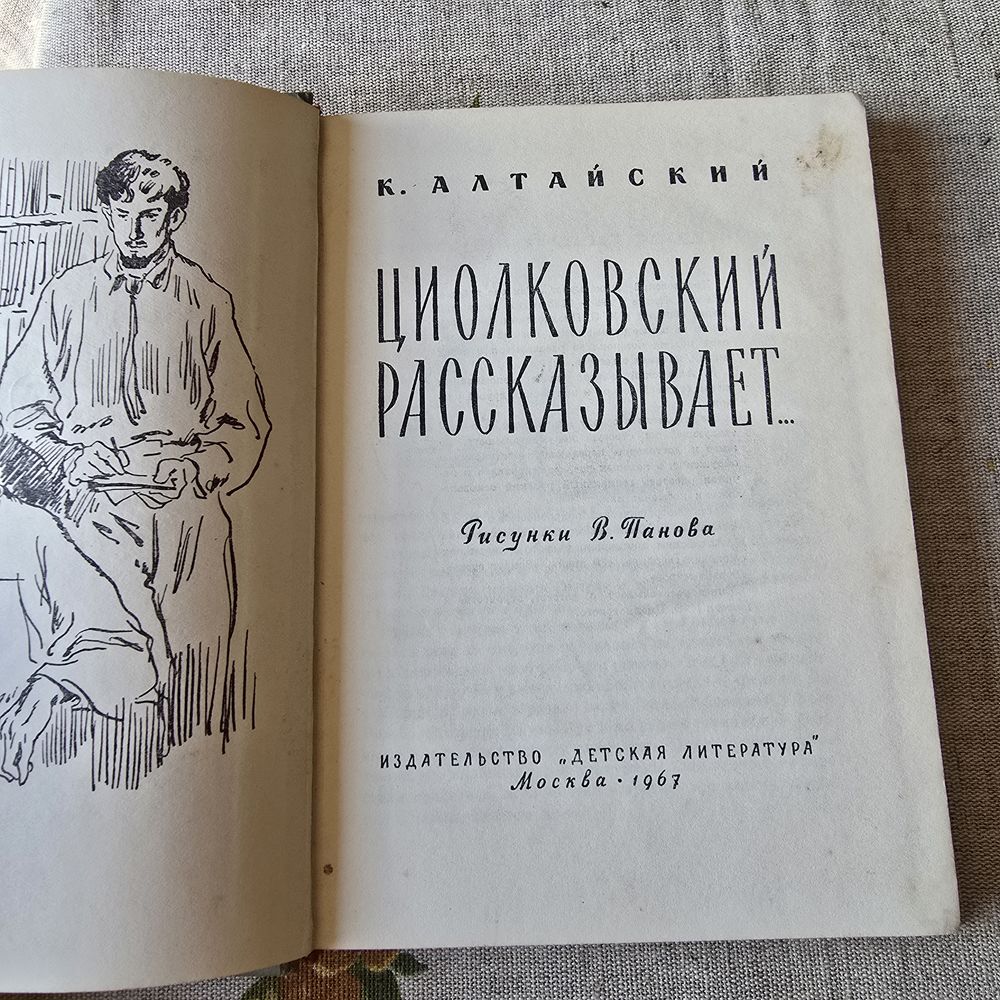 К. АЛТАЙСКИЙ
ЦИОЛКОВСКИЙ
РАССКАЗЫВАЕТ...
Рисунки В. Панова
ИЗДАТЕЛЬСТВО „ДЕТСКАЯ ЛИТЕРАТУРА"
Москва · 1967